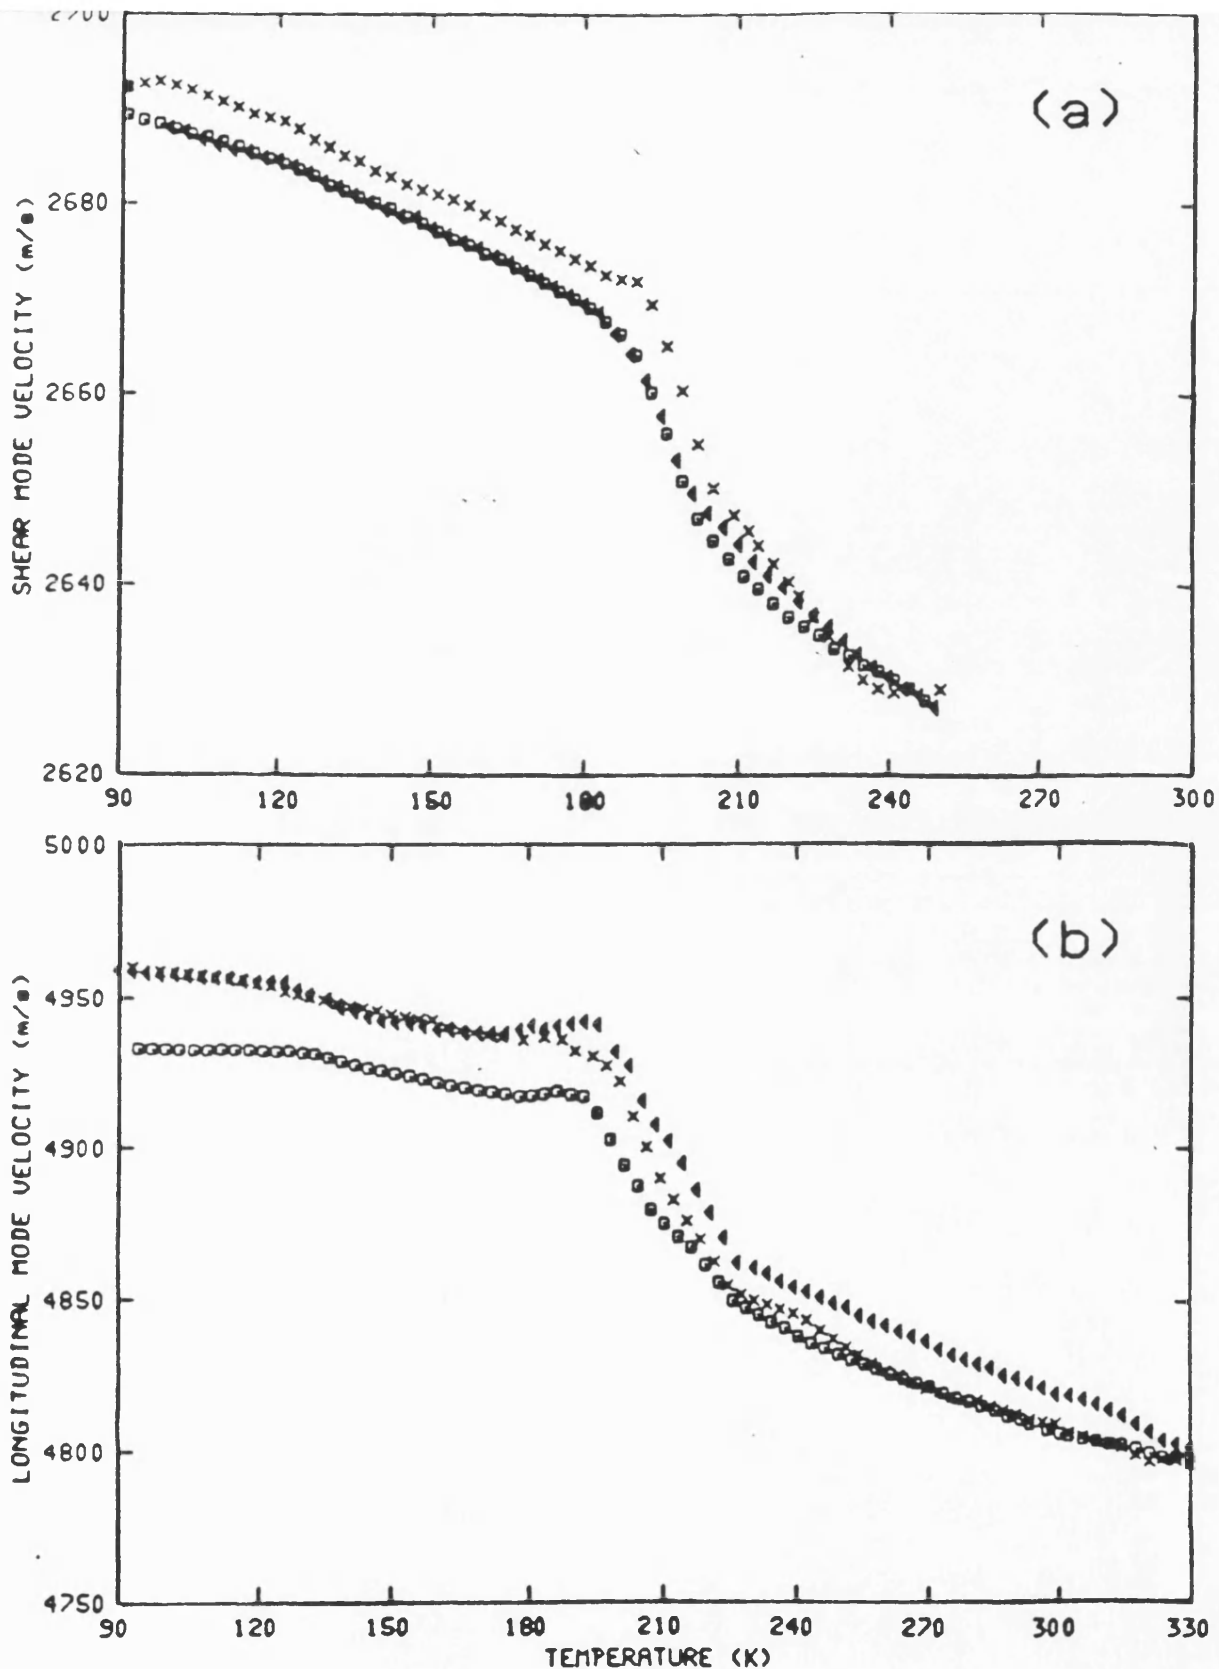 2700
(a)
2680
2660
2640
2620
SHEAR MODE VELOCITY (m/s)
90 120 150 180 210 240 270 300
5000
(b)
4950
4900
4850
4800
4750
LONGITUDINAL MODE VELOCITY (m/s)
90 120 150 180 210 240 270 300 330
TEMPERATURE (K)